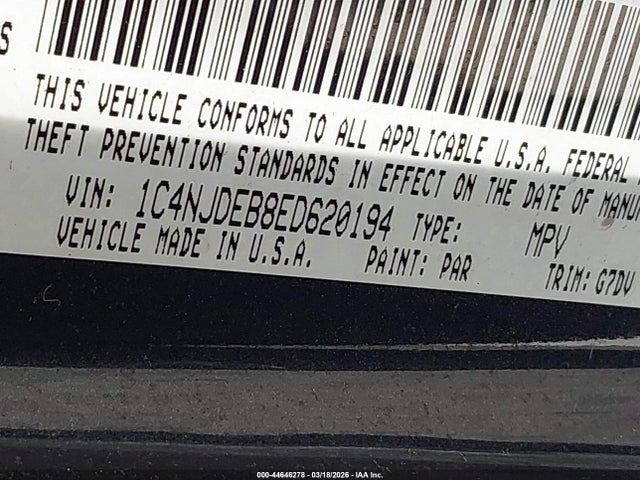 S
THIS VEHICLE CONFORMS TO ALL APPLICABLE U.S.A. FEDERAL
THEFT PREVENTION STANDARDS IN EFFECT ON THE DATE OF MANU
VIN: 1C4NJDEB8ED620194 TYPE: MPV
VEHICLE MADE IN U.S.A. PAINT: PAR TRIM: G7DV
000-44646278 - 03/18/2026 - IAA Inc.